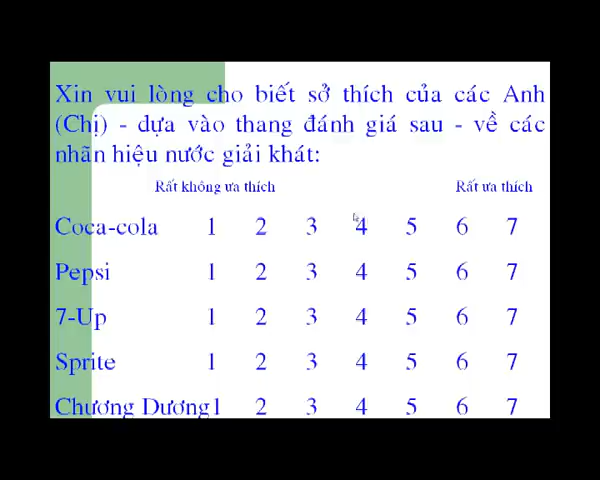 Xin vui lòng cho biết sở thích của các Anh
(Chị) - dựa vào thang đánh giá sau - về các
nhãn hiệu nước giải khát:
Rất không ưa thích Rất ưa thích
Coca-cola 1 2 3 4 5 6 7
Pepsi 1 2 3 4 5 6 7
7-Up 1 2 3 4 5 6 7
Sprite 1 2 3 4 5 6 7
Chương Dương1 2 3 4 5 6 7